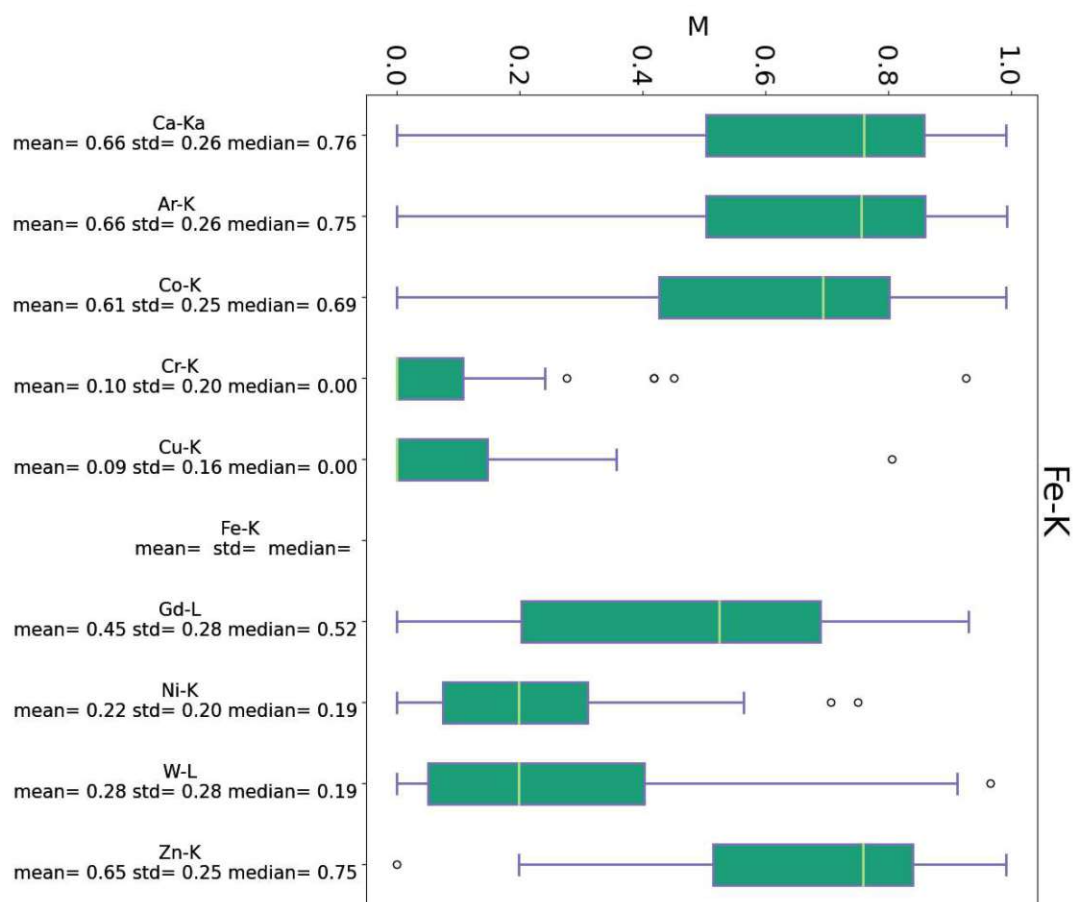 M
0.0 0.2 0.4 0.6 0.8 1.0
Ca-Ka
mean= 0.66 std= 0.26 median= 0.76
Ar-K
mean= 0.66 std= 0.26 median= 0.75
Co-K
mean= 0.61 std= 0.25 median= 0.69
Cr-K
mean= 0.10 std= 0.20 median= 0.00
Cu-K
mean= 0.09 std= 0.16 median= 0.00
Fe-K
mean= std= median=
Gd-L
mean= 0.45 std= 0.28 median= 0.52
Ni-K
mean= 0.22 std= 0.20 median= 0.19
W-L
mean= 0.28 std= 0.28 median= 0.19
Zn-K
mean= 0.65 std= 0.25 median= 0.75
Fe-K